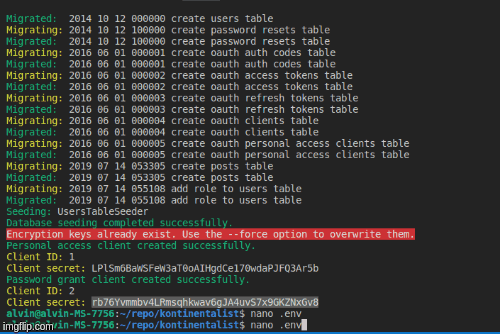 Migrated: 2014 10 12 000000 create users table
Migrating: 2014 10 12 100000 create password resets table
Migrated: 2014 10 12 100000 create password resets table
Migrating: 2016 06 01 000001 create oauth auth codes table
Migrated: 2016 06 01 000001 create oauth auth codes table
Migrating: 2016 06 01 000002 create oauth access tokens table
Migrated: 2016 06 01 000002 create oauth access tokens table
Migrating: 2016 06 01 000003 create oauth refresh tokens table
Migrated: 2016 06 01 000003 create oauth refresh tokens table
Migrating: 2016 06 01 000004 create oauth clients table
Migrated: 2016 06 01 000004 create oauth clients table
Migrating: 2016 06 01 000005 create oauth personal access clients table
Migrated: 2016 06 01 000005 create oauth personal access clients table
Migrating: 2019 07 14 053305 create posts table
Migrated: 2019 07 14 053305 create posts table
Migrating: 2019 07 14 055108 add role to users table
Migrated: 2019 07 14 055108 add role to users table
Seeding: UsersTableSeeder
Database seeding completed successfully.
Encryption keys already exist. Use the --force option to overwrite them.
Personal access client created successfully.
Client ID: 1
Client secret: LPlSm6BaWSFeW3aT0oAIHgdCe170wdaPJFQ3Ar5b
Password grant client created successfully.
Client ID: 2
Client secret: rb76Yvmmbv4LRmsqhkwav6gJA4uvS7x9GKZNxGv8
alvin@alvin-MS-7756:~/repo/kontinentalist$ nano .env
alvin@alvin-MS-7756:~/repo/kontinentalist$ nano .env
imgflip.com